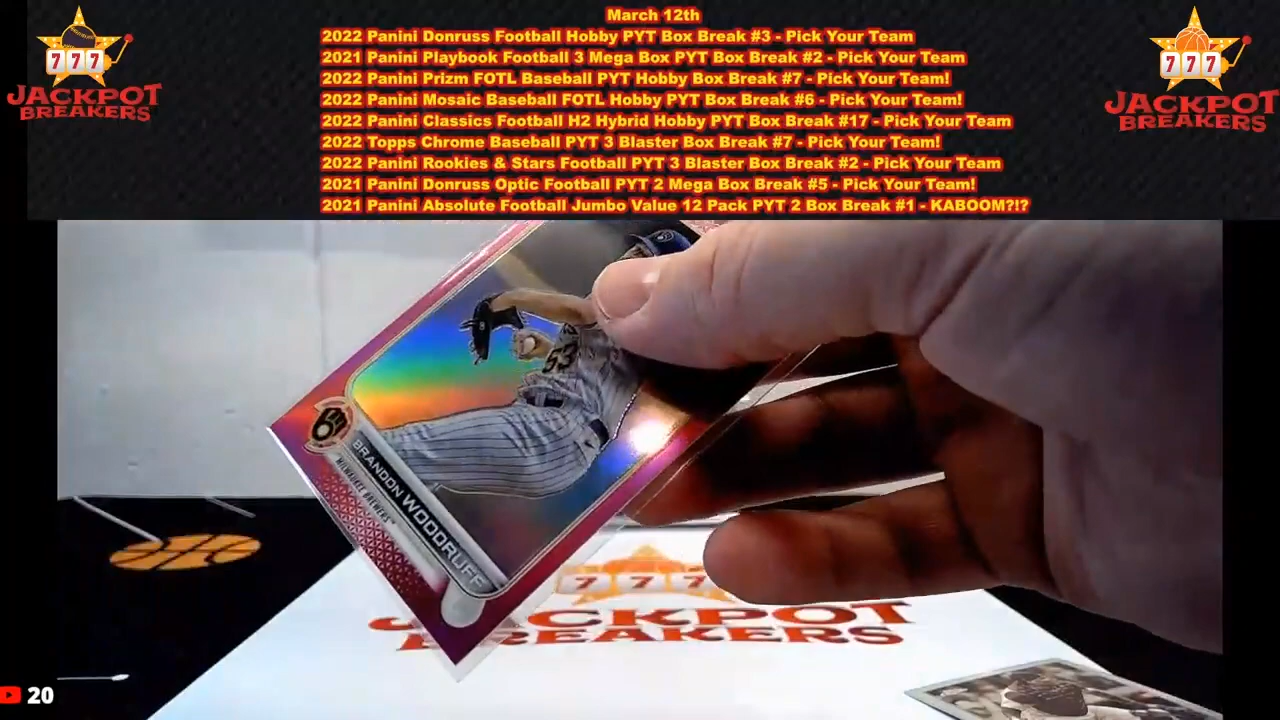 March 12th
2022 Panini Donruss Football Hobby PYT Box Break #3 - Pick Your Team
2021 Panini Playbook Football 3 Mega Box PYT Box Break #2 - Pick Your Team
2022 Panini Prizm FOTL Baseball PYT Hobby Box Break #7 - Pick Your Team!
2022 Panini Mosaic Baseball FOTL Hobby PYT Box Break #6 - Pick Your Team!
2022 Panini Classics Football H2 Hybrid Hobby PYT Box Break #17 - Pick Your Team
2022 Topps Chrome Baseball PYT 3 Blaster Box Break #7 - Pick Your Team!
2022 Panini Rookies & Stars Football PYT 3 Blaster Box Break #2 - Pick Your Team
2021 Panini Donruss Optic Football PYT 2 Mega Box Break #5 - Pick Your Team!
2021 Panini Absolute Football Jumbo Value 12 Pack PYT 2 Box Break #1 - KABOOM?!?
777
JACKPOT
BREAKERS
777
JACKPOT
BREAKERS
53
BRANDON WOODRUFF
MILWAUKEE BREWERS™
777
JACKPOT
BREAKERS
20